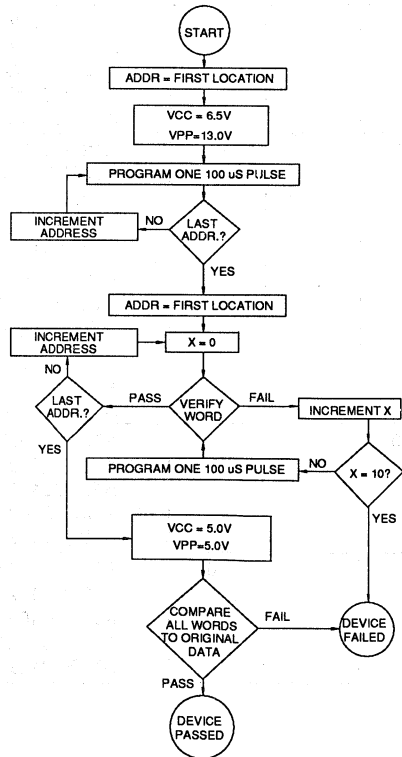 START
ADDR = FIRST LOCATION
VCC = 6.5V
VPP=13.0V
PROGRAM ONE 100 uS PULSE
INCREMENT
ADDRESS
NO
LAST
ADDR.?
YES
ADDR = FIRST LOCATION
INCREMENT
ADDRESS
X = 0
NO
LAST
ADDR.?
PASS
VERIFY
WORD
FAIL
INCREMENT X
YES
PROGRAM ONE 100 uS PULSE
NO
X = 10?
YES
VCC = 5.0V
VPP=5.0V
COMPARE
ALL WORDS
TO ORIGINAL
DATA
FAIL
DEVICE
FAILED
PASS
DEVICE
PASSED